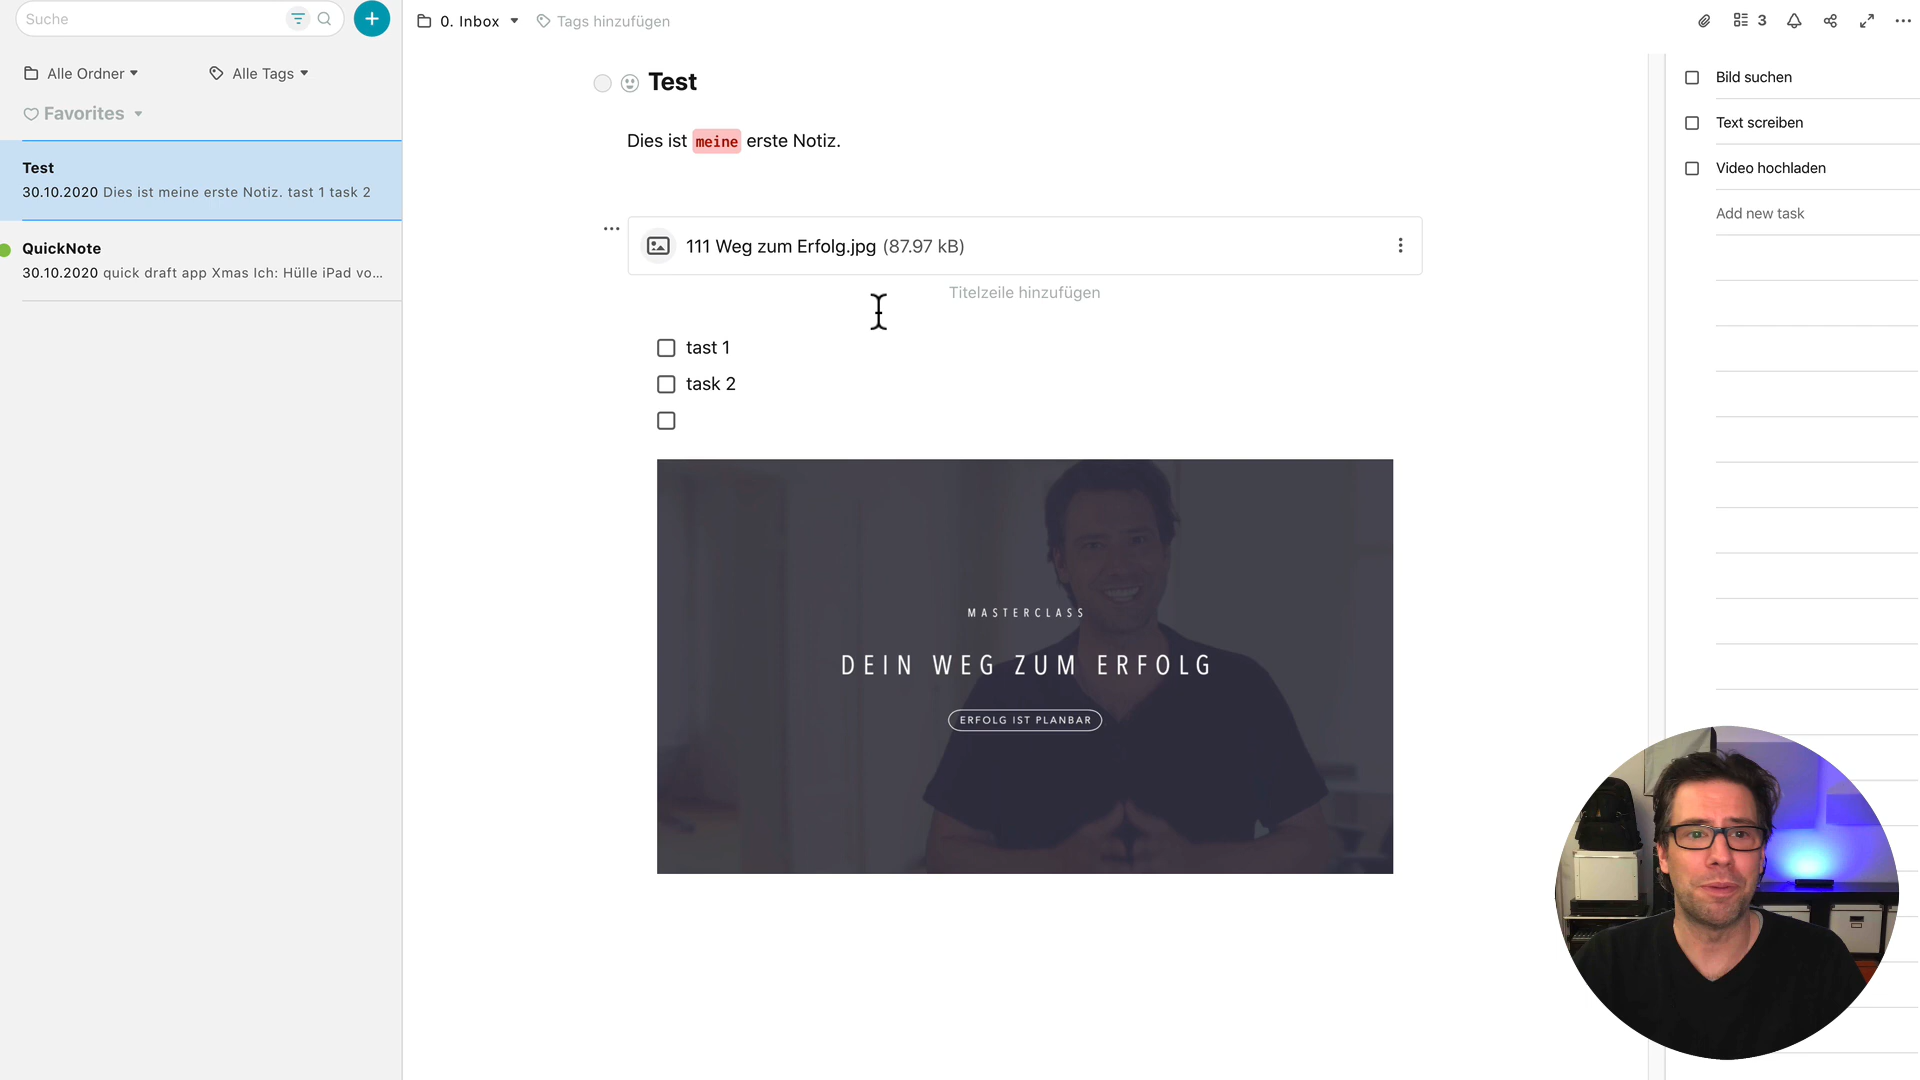 Suche
Alle Ordner
Alle Tags
Favorites
Test
30.10.2020 Dies ist meine erste Notiz. tast 1 task 2
QuickNote
30.10.2020 quick draft app Xmas Ich: Hülle iPad vo...
0. Inbox
Tags hinzufügen
3
Test
Dies ist meine erste Notiz.
111 Weg zum Erfolg.jpg (87.97 kB)
Titelzeile hinzufügen
tast 1
task 2
MASTERCLASS
DEIN WEG ZUM ERFOLG
ERFOLG IST PLANBAR
Bild suchen
Text screiben
Video hochladen
Add new task